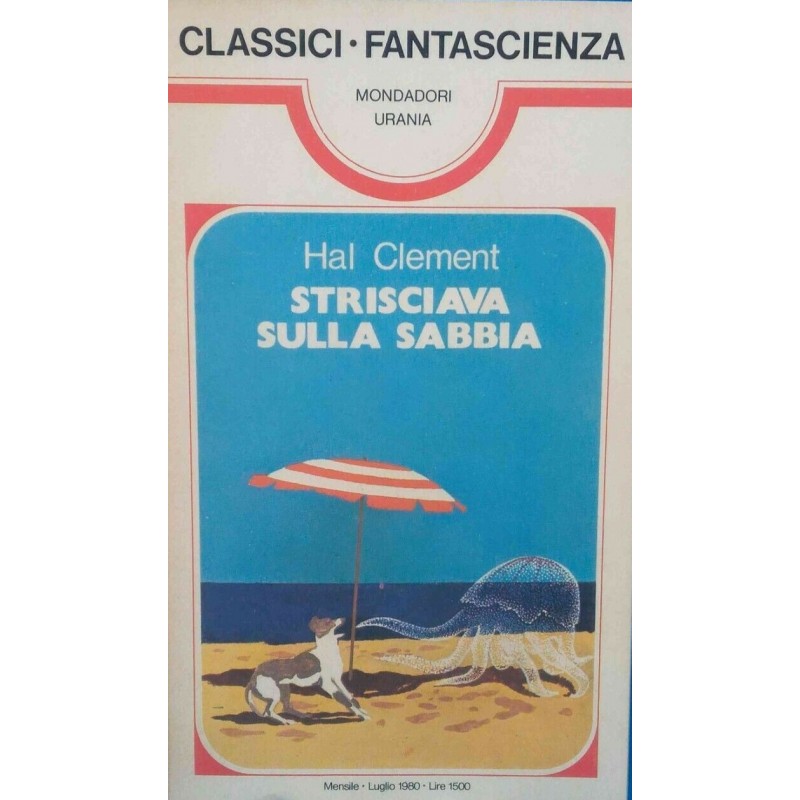 CLASSICI · FANTASCIENZA
MONDADORI
URANIA
Hal Clement
STRISCIAVA
SULLA SABBIA
Mensile · Luglio 1980 · Lire 1500